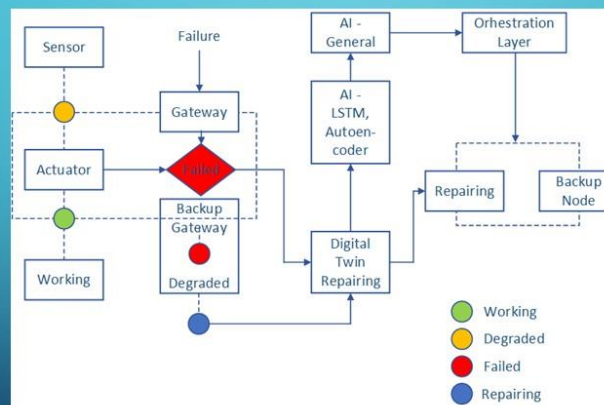 Sensor
Failure
AI -
General
Orhestration
Layer
Gateway
AI -
LSTM,
Autoen-
coder
Actuator
Failed
Repairing
Backup
Node
Backup
Gateway
Degraded
Digital
Twin
Repairing
Working
Working
Degraded
Failed
Repairing